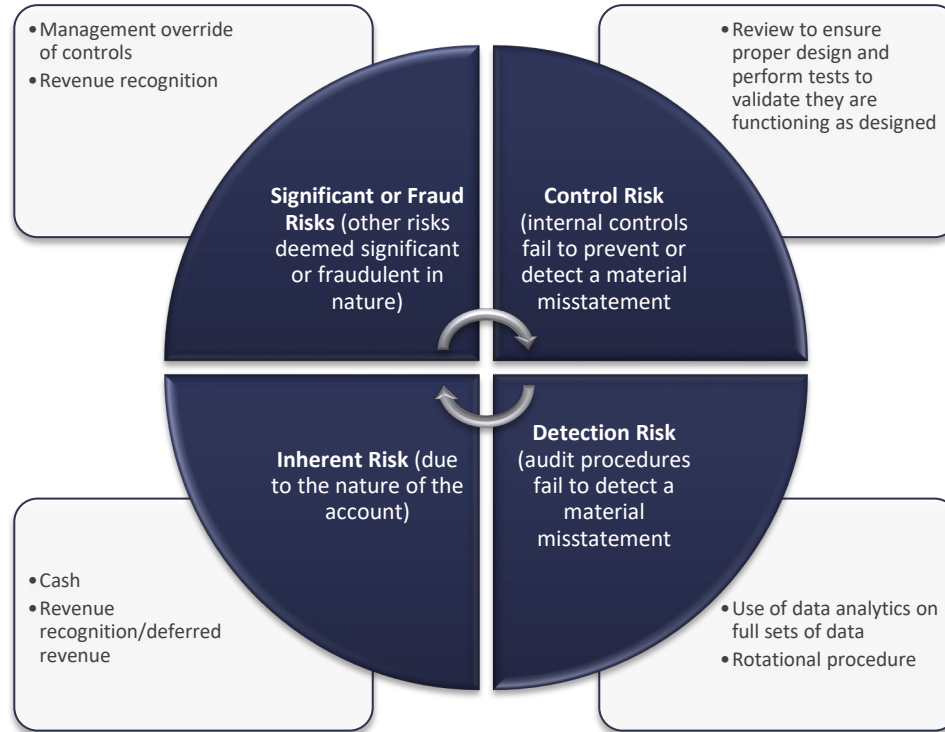 •Management override
of controls
•Revenue recognition
•Review to ensure
proper design and
perform tests to
validate they are
functioning as designed
Significant or Fraud
Risks (other risks
deemed significant
or fraudulent in
nature)
Control Risk
(internal controls
fail to prevent or
detect a material
misstatement
Inherent Risk (due
to the nature of the
account)
Detection Risk
(audit procedures
fail to detect a
material
misstatement
•Cash
•Revenue
recognition/deferred
revenue
•Use of data analytics on
full sets of data
•Rotational procedure